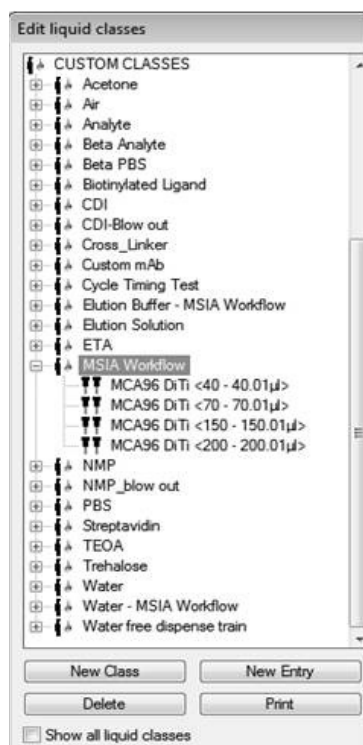 Edit liquid classes
CUSTOM CLASSES
Acetone
Air
Analyte
Beta Analyte
Beta PBS
Biotinylated Ligand
CDI
CDI-Blow out
Cross_Linker
Custom mAb
Cycle Timing Test
Elution Buffer - MSIA Workflow
Elution Solution
ETA
MSIA Workflow
MCA96 DiTi <40 - 40.01µl>
MCA96 DiTi <70 - 70.01µl>
MCA96 DiTi <150 - 150.01µl>
MCA96 DiTi <200 - 200.01µl>
NMP
NMP_blow out
PBS
Streptavidin
TEOA
Trehalose
Water
Water - MSIA Workflow
Water free dispense train
New Class New Entry
Delete Print
Show all liquid classes